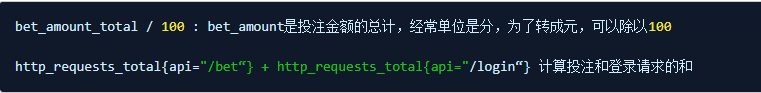 bet_amount_total / 100 : bet_amount是投注金额的总计，经常单位是分，为了转成元，可以除以100
http_requests_total{api="/bet“} + http_requests_total{api="/login“} 计算投注和登录请求的和